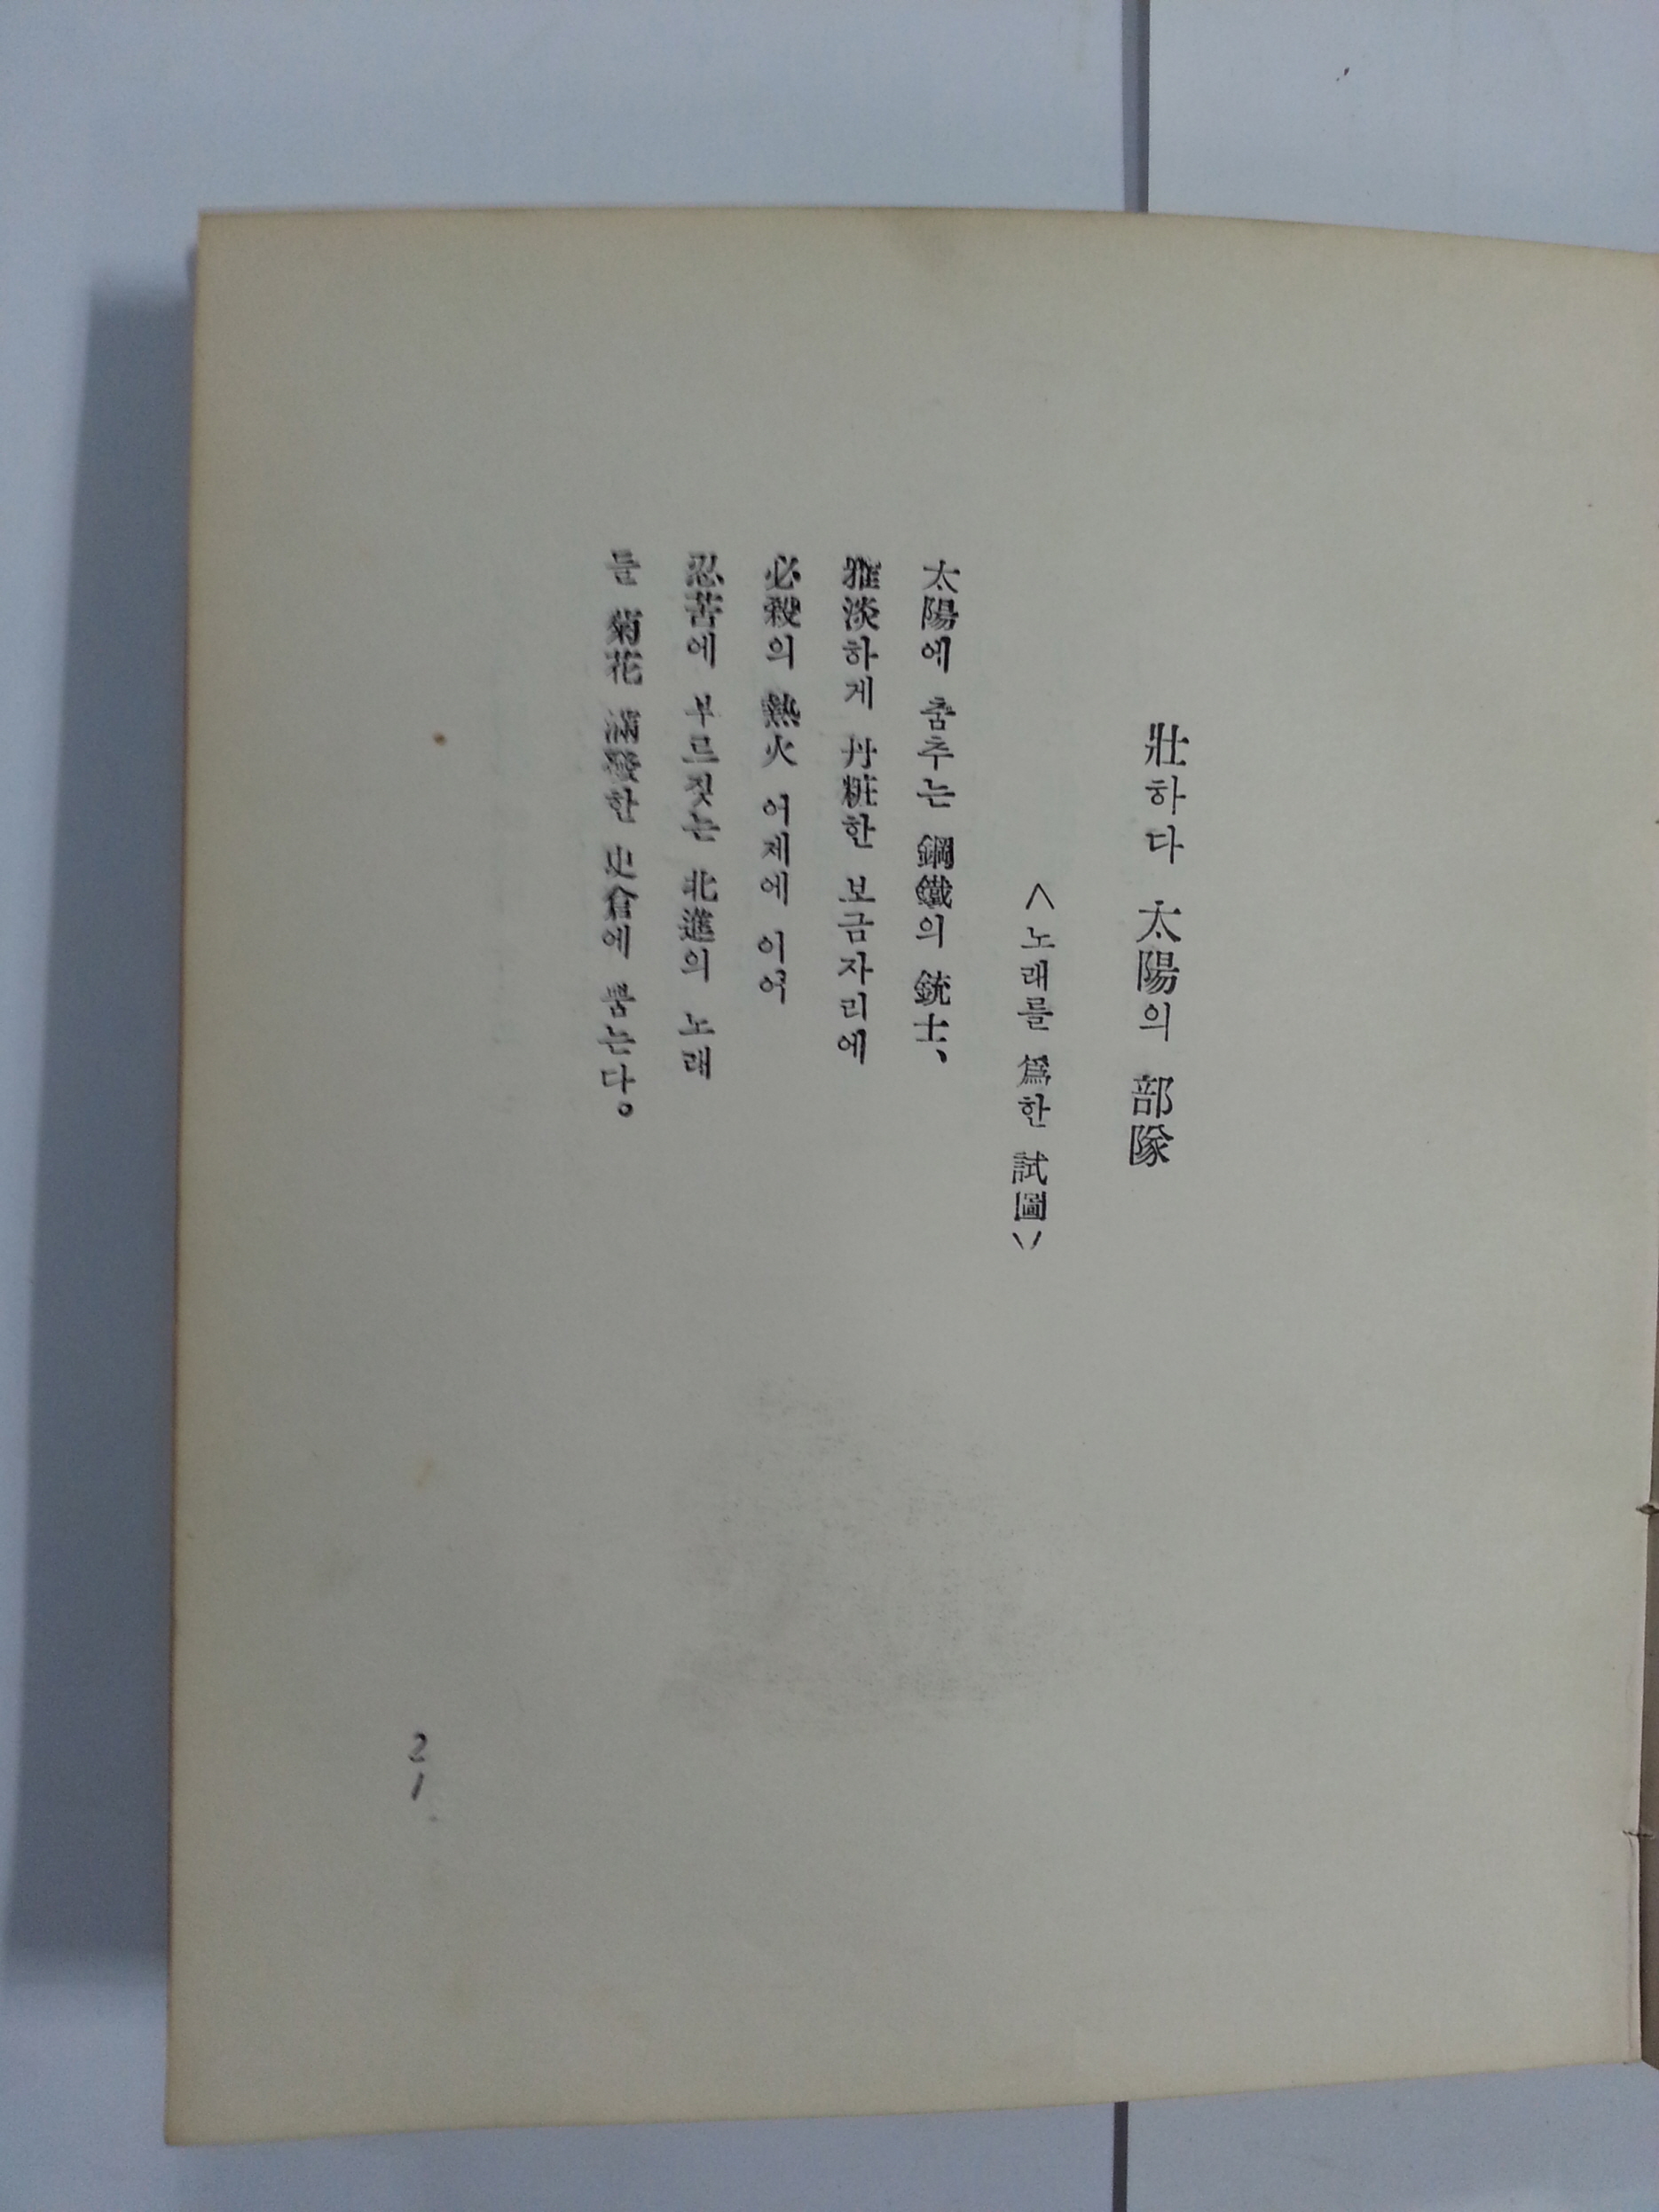 壯하다 太陽의 部隊
<노래를 爲한 試圖>
太陽에 춤추는 鋼鐵의 銃士、
雅淡하게 丹粧한 보금자리에
必殺의 熱火 어제에 이여
忍苦에 부르짓는 北進의 노래
들 菊花 滿發한 史倉에 뿜는다。
21